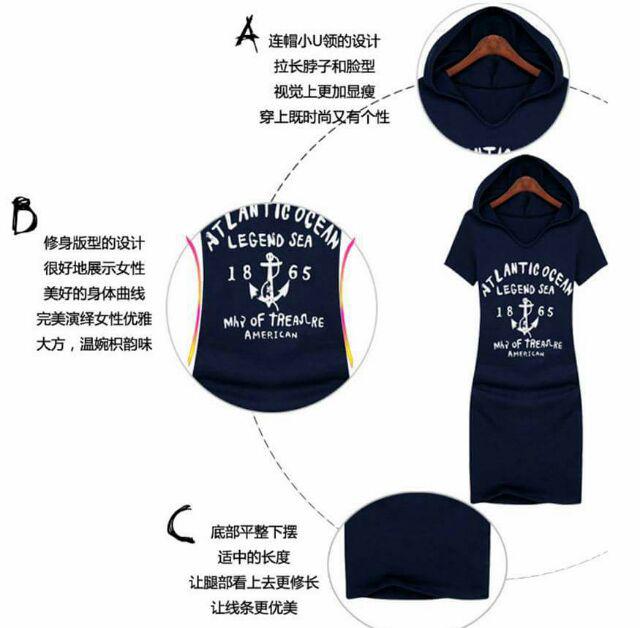 A
连帽小U领的设计
拉长脖子和脸型
视觉上更加显瘦
穿上既时尚又有个性
B
修身版型的设计
很好地展示女性
美好的身体曲线
完美演绎女性优雅
大方，温婉枳韵味
ATLANTIC OCEAN
LEGEND SEA
18 65
MAP OF TREASURE
AMERICAN
ATLANTIC OCEAN
LEGEND SEA
18 65
MAP OF TREASURE
AMERICAN
C
底部平整下摆
适中的长度
让腿部看上去更修长
让线条更优美